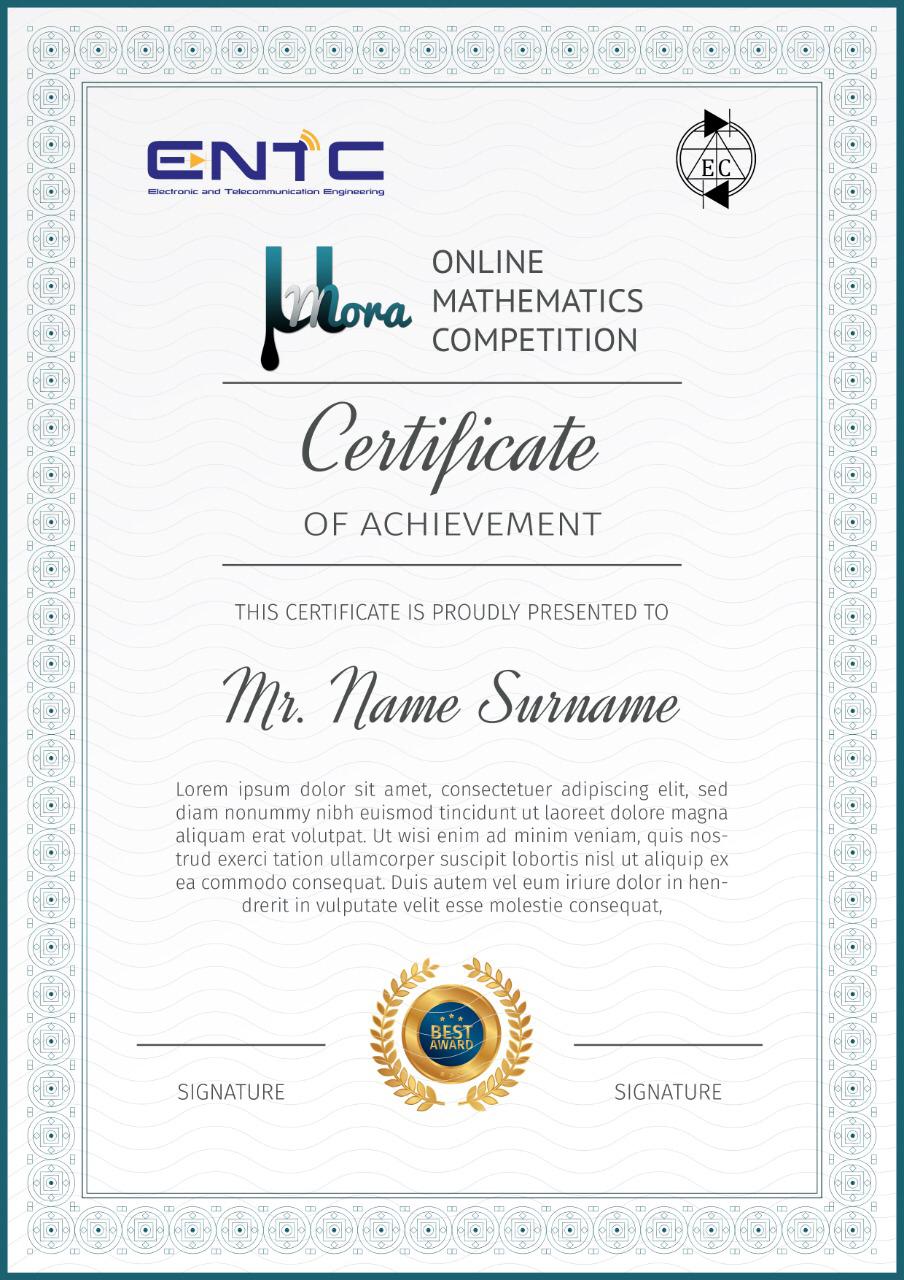 ENTC
Electronic and Telecommunication Engineering
EC
µMora
ONLINE
MATHEMATICS
COMPETITION
Certificate
OF ACHIEVEMENT
THIS CERTIFICATE IS PROUDLY PRESENTED TO
Mr. Name Surname
Lorem ipsum dolor sit amet, consectetuer adipiscing elit, sed
diam nonummy nibh euismod tincidunt ut laoreet dolore magna
aliquam erat volutpat. Ut wisi enim ad minim veniam, quis nos-
trud exerci tation ullamcorper suscipit lobortis nisl ut aliquip ex
ea commodo consequat. Duis autem vel eum iriure dolor in hen-
drerit in vulputate velit esse molestie consequat,
BEST
AWARD
SIGNATURE
SIGNATURE